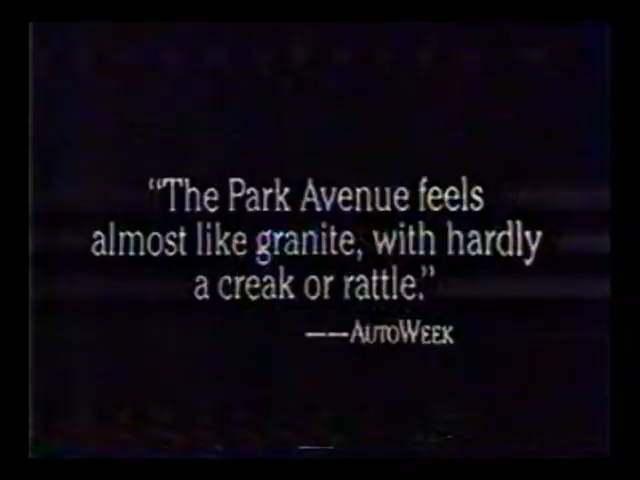 “The Park Avenue feels
almost like granite, with hardly
a creak or rattle.”
——AUTOWEEK